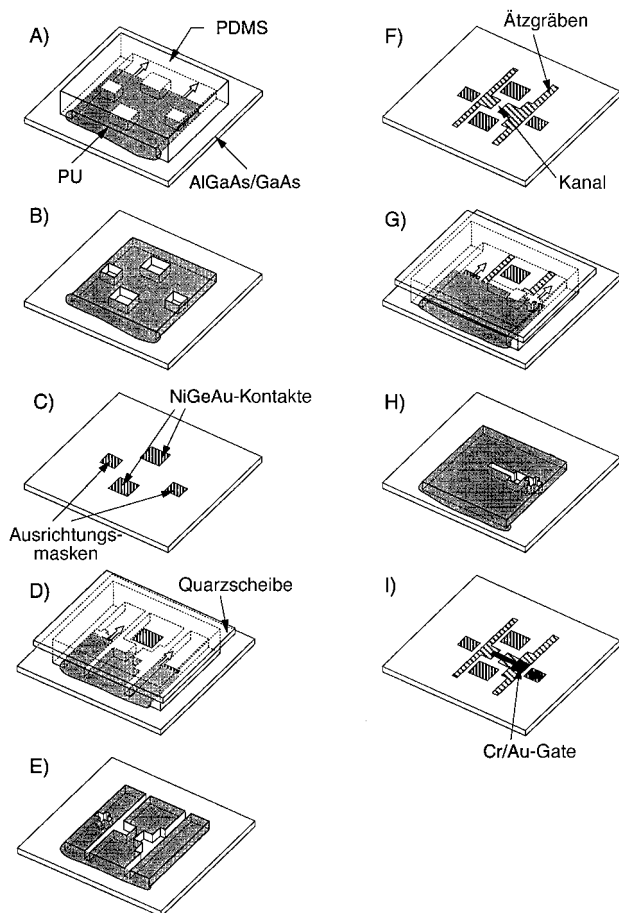 A)
PDMS
PU
AlGaAs/GaAs
B)
C)
NiGeAu-Kontakte
Ausrichtungs-
masken
D)
Quarzscheibe
E)
F)
Ätzgräben
Kanal
G)
H)
I)
Cr/Au-Gate